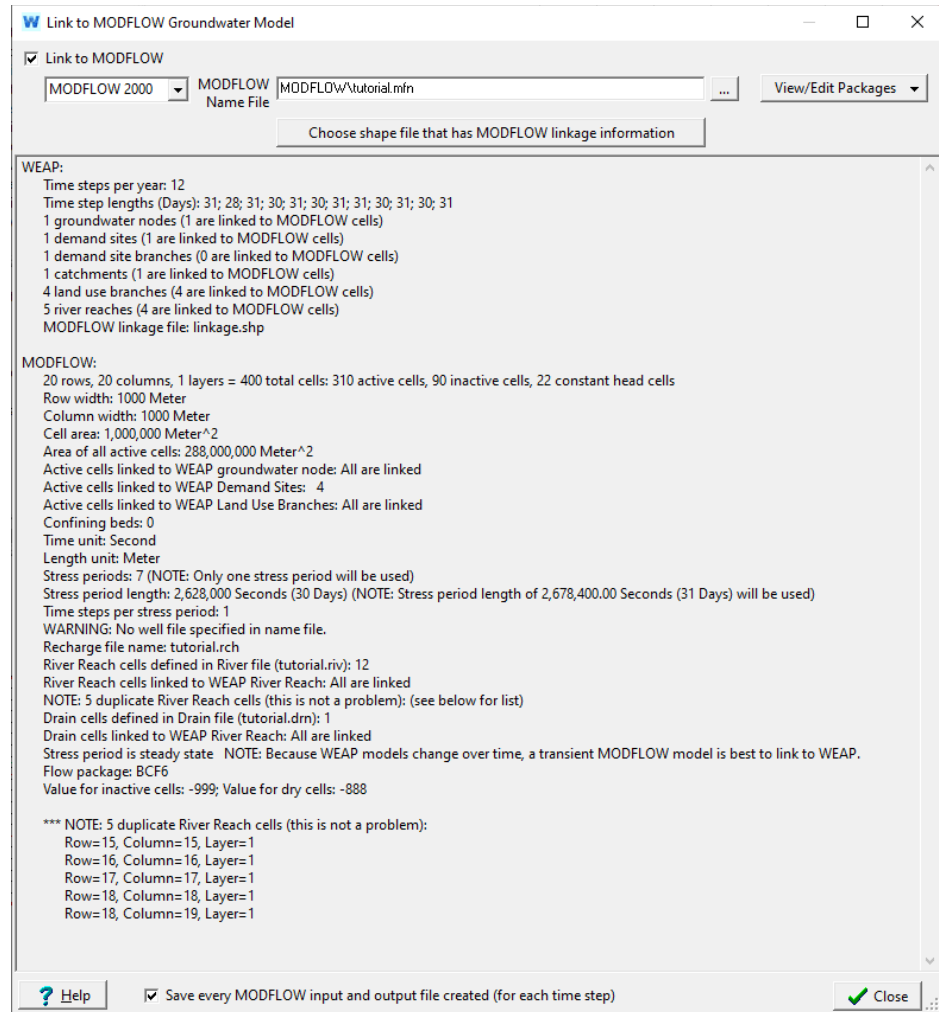 Link to MODFLOW Groundwater Model
Link to MODFLOW
MODFLOW 2000
MODFLOW Name File
MODFLOW\tutorial.mfn
...
View/Edit Packages
Choose shape file that has MODFLOW linkage information
WEAP:
Time steps per year: 12
Time step lengths (Days): 31; 28; 31; 30; 31; 30; 31; 31; 30; 31; 30; 31
1 groundwater nodes (1 are linked to MODFLOW cells)
1 demand sites (1 are linked to MODFLOW cells)
1 demand site branches (0 are linked to MODFLOW cells)
1 catchments (1 are linked to MODFLOW cells)
4 land use branches (4 are linked to MODFLOW cells)
5 river reaches (4 are linked to MODFLOW cells)
MODFLOW linkage file: linkage.shp
MODFLOW:
20 rows, 20 columns, 1 layers = 400 total cells: 310 active cells, 90 inactive cells, 22 constant head cells
Row width: 1000 Meter
Column width: 1000 Meter
Cell area: 1,000,000 Meter^2
Area of all active cells: 288,000,000 Meter^2
Active cells linked to WEAP groundwater node: All are linked
Active cells linked to WEAP Demand Sites: 4
Active cells linked to WEAP Land Use Branches: All are linked
Confining beds: 0
Time unit: Second
Length unit: Meter
Stress periods: 7 (NOTE: Only one stress period will be used)
Stress period length: 2,628,000 Seconds (30 Days) (NOTE: Stress period length of 2,678,400.00 Seconds (31 Days) will be used)
Time steps per stress period: 1
WARNING: No well file specified in name file.
Recharge file name: tutorial.rch
River Reach cells defined in River file (tutorial.riv): 12
River Reach cells linked to WEAP River Reach: All are linked
NOTE: 5 duplicate River Reach cells (this is not a problem): (see below for list)
Drain cells defined in Drain file (tutorial.drn): 1
Drain cells linked to WEAP River Reach: All are linked
Stress period is steady state NOTE: Because WEAP models change over time, a transient MODFLOW model is best to link to WEAP.
Flow package: BCF6
Value for inactive cells: -999; Value for dry cells: -888
*** NOTE: 5 duplicate River Reach cells (this is not a problem):
Row=15, Column=15, Layer=1
Row=16, Column=16, Layer=1
Row=17, Column=17, Layer=1
Row=18, Column=18, Layer=1
Row=18, Column=19, Layer=1
? Help
Save every MODFLOW input and output file created (for each time step)
Close